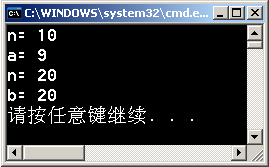 C:\WINDOWS\system32\cmd.e...
n= 10
a= 9
n= 20
b= 20
请按任意键继续. . .